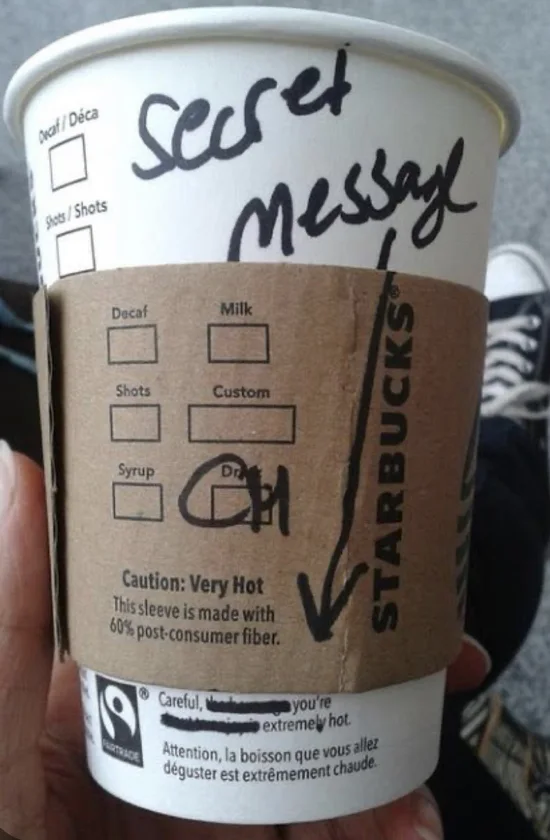 Secret
Message
Decaf / Déca
Shots / Shots
Decaf
Milk
Shots
Custom
Syrup
CH
Caution: Very Hot
This sleeve is made with
60% post-consumer fiber.
STARBUCKS®
FAIRTRADE
®
Careful, you're
extremely hot.
Attention, la boisson que vous allez
déguster est extrêmement chaude.